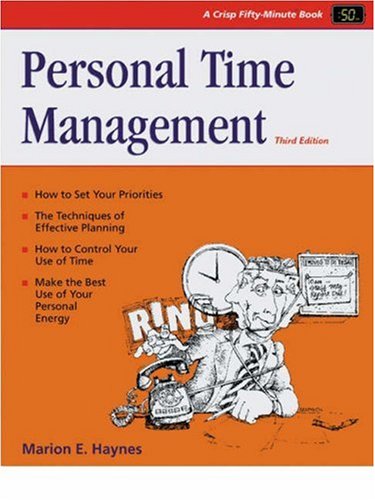 A Crisp Fifty-Minute Book
:50
Personal Time
Management
Third Edition
How to Set Your Priorities
The Techniques of
Effective Planning
How to Control Your
Use of Time
Make the Best
Use of Your
Personal
Energy
RING
Marion E. Haynes